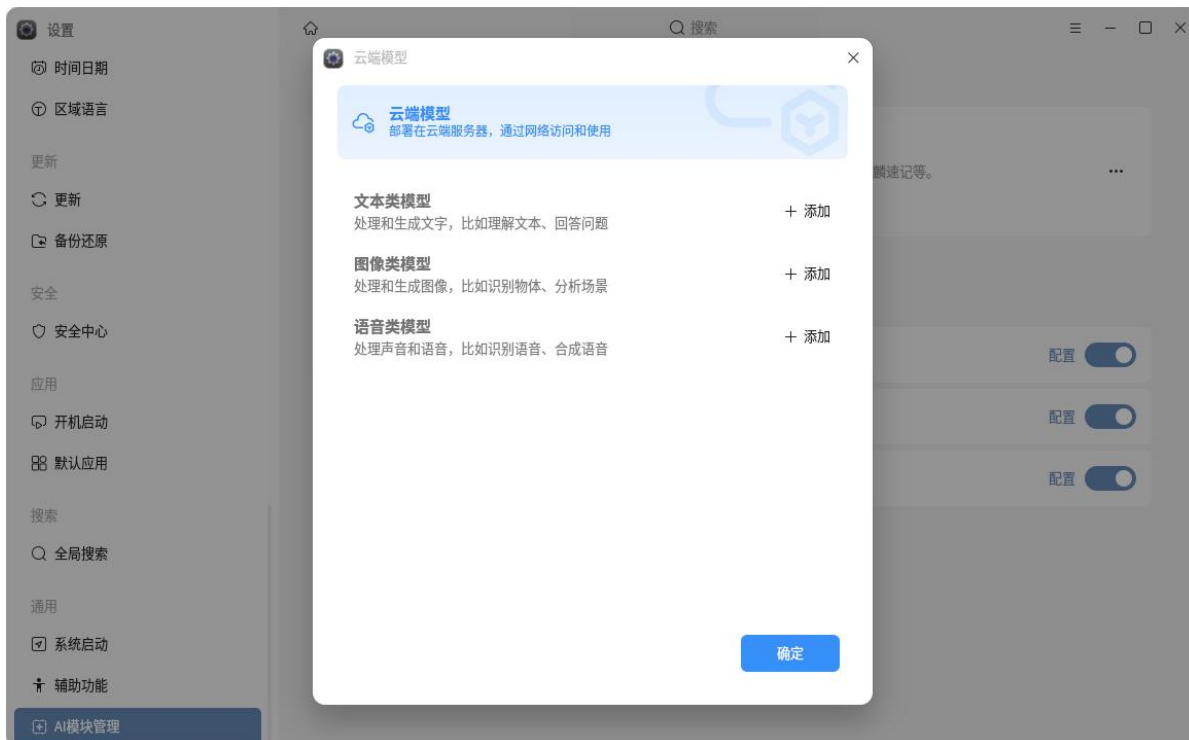 设置
搜索
时间日期
区域语言
更新
更新
备份还原
安全
安全中心
应用
开机启动
默认应用
搜索
全局搜索
通用
系统启动
辅助功能
AI模块管理
云端模型
云端模型
部署在云端服务器，通过网络访问和使用
文本类模型
处理和生成文字，比如理解文本、回答问题
+ 添加
图像类模型
处理和生成图像，比如识别物体、分析场景
+ 添加
语音类模型
处理声音和语音，比如识别语音、合成语音
+ 添加
确定
麟速记等。
配置
配置
配置